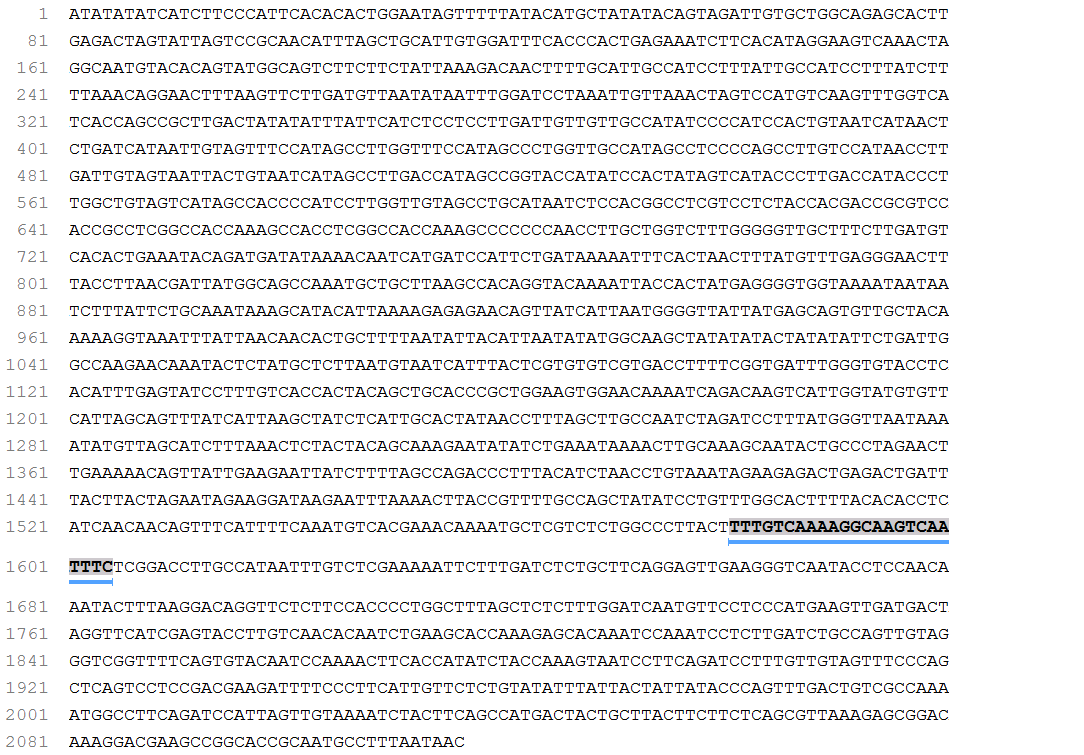 1 ATATATATCATCTTCCCATTCACACACTGGAATAGTTTTTATACATGCTATATACAGTAGATTGTGCTGGCAGAGCACTT
81 GAGACTAGTATTAGTCCGCAACATTTAGCTGCATTGTGGATTTCACCCACTGAGAAATCTTCACATAGGAAGTCAAACTA
161 GGCAATGTACACAGTATGGCAGTCTTCTTCTATTAAAGACAACTTTTGCATTGCCATCCTTTATTGCCATCCTTTATCTT
241 TTAAACAGGAACTTTAAGTTCTTGATGTTAATATAATTTGGATCCTAAATTGTTAAACTAGTCCATGTCAAGTTTGGTCA
321 TCACCAGCCGCTTGACTATATATTTATTCATCTCCTCCTTGATTGTTGTTGCCATATCCCCATCCACTGTAATCATAACT
401 CTGATCATAATTGTAGTTTCCATAGCCTTGGTTTCCATAGCCCTGGTTGCCATAGCCTCCCCAGCCTTGTCCATAACCTT
481 GATTGTAGTAATTACTGTAATCATAGCCTTGACCATAGCCGGTACCATATCCACTATAGTCATACCCTTGACCATACCCT
561 TGGCTGTAGTCATAGCCACCCCATCCTTGGTTGTAGCCTGCATAATCTCCACGGCCTCGTCCTCTACCACGACCGCGTCC
641 ACCGCCTCGGCCACCAAAGCCACCTCGGCCACCAAAGCCCCCCCAACCTTGCTGGTCTTTGGGGGTTGCTTTCTTGATGT
721 CACACTGAAATACAGATGATATAAAACAATCATGATCCATTCTGATAAAAATTTCACTAACTTTATGTTTGAGGGAACTT
801 TACCTTAACGATTATGGCAGCCAAATGCTGCTTAAGCCACAGGTACAAAATTACCACTATGAGGGGTGGTAAAATAATAA
881 TCTTTATTCTGCAAATAAAGCATACATTAAAAGAGAGAACAGTTATCATTAATGGGGTTATTATGAGCAGTGTTGCTACA
961 AAAAGGTAAATTTATTAACAACACTGCTTTTAATATTACATTAATATATGGCAAGCTATATATACTATATATTCTGATTG
1041 GCCAAGAACAAATACTCTATGCTCTTAATGTAATCATTTACTCGTGTGTCGTGACCTTTTCGGTGATTTGGGTGTACCTC
1121 ACATTTGAGTATCCTTTGTCACCACTACAGCTGCACCCGCTGGAAGTGGAACAAAATCAGACAAGTCATTGGTATGTGTT
1201 CATTAGCAGTTTATCATTAAGCTATCTCATTGCACTATAACCTTTAGCTTGCCAATCTAGATCCTTTATGGGTTAATAAA
1281 ATATGTTAGCATCTTTAAACTCTACTACAGCAAAGAATATATCTGAAATAAAACTTGCAAAGCAATACTGCCCTAGAACT
1361 TGAAAAACAGTTATTGAAGAATTATCTTTTAGCCAGACCCTTTACATCTAACCTGTAAATAGAAGAGACTGAGACTGATT
1441 TACTTACTAGAATAGAAGGATAAGAATTTAAAACTTACCGTTTTGCCAGCTATATCCTGTTTGGCACTTTTACACACCTC
1521 ATCAACAACAGTTTCATTTTCAAATGTCACGAAACAAAATGCTCGTCTCTGGCCCTTACTTTTGTCAAAAGGCAAGTCAA
1601 TTTCTCGGACCTTGCCATAATTTGTCTCGAAAAATTCTTTGATCTCTGCTTCAGGAGTTGAAGGGTCAATACCTCCAACA
1681 AATACTTTAAGGACAGGTTCTCTTCCACCCCTGGCTTTAGCTCTCTTTGGATCAATGTTCCTCCCATGAAGTTGATGACT
1761 AGGTTCATCGAGTACCTTGTCAACACAATCTGAAGCACCAAAGAGCACAAATCCAAATCCTCTTGATCTGCCAGTTGTAG
1841 GGTCGGTTTTCAGTGTACAATCCAAAACTTCACCATATCTACCAAAGTAATCCTTCAGATCCTTTGTTGTAGTTTCCCAG
1921 CTCAGTCCTCCGACGAAGATTTTCCCTTCATTGTTCTCTGTATATTTATTACTATTATACCCAGTTTGACTGTCGCCAAA
2001 ATGGCCTTCAGATCCATTAGTTGTAAAATCTACTTCAGCCATGACTACTGCTTACTTCTTCTCAGCGTTAAAGAGCGGAC
2081 AAAGGACGAAGCCGGCACCGCAATGCCTTTAATAAC